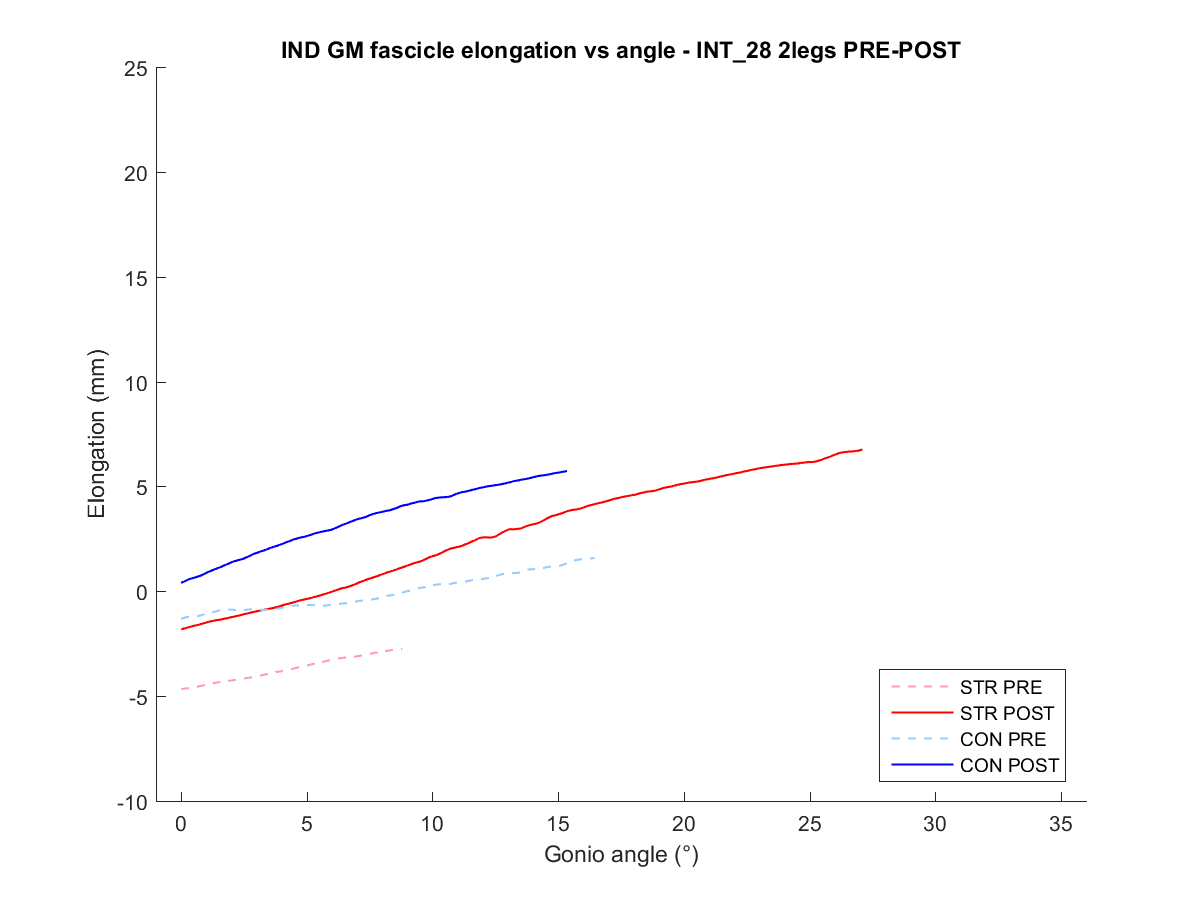 IND GM fascicle elongation vs angle - INT_28 2legs PRE-POST
25
20
15
10
5
0
-5
-10
Elongation (mm)
0 5 10 15 20 25 30 35
Gonio angle (°)
STR PRE
STR POST
CON PRE
CON POST